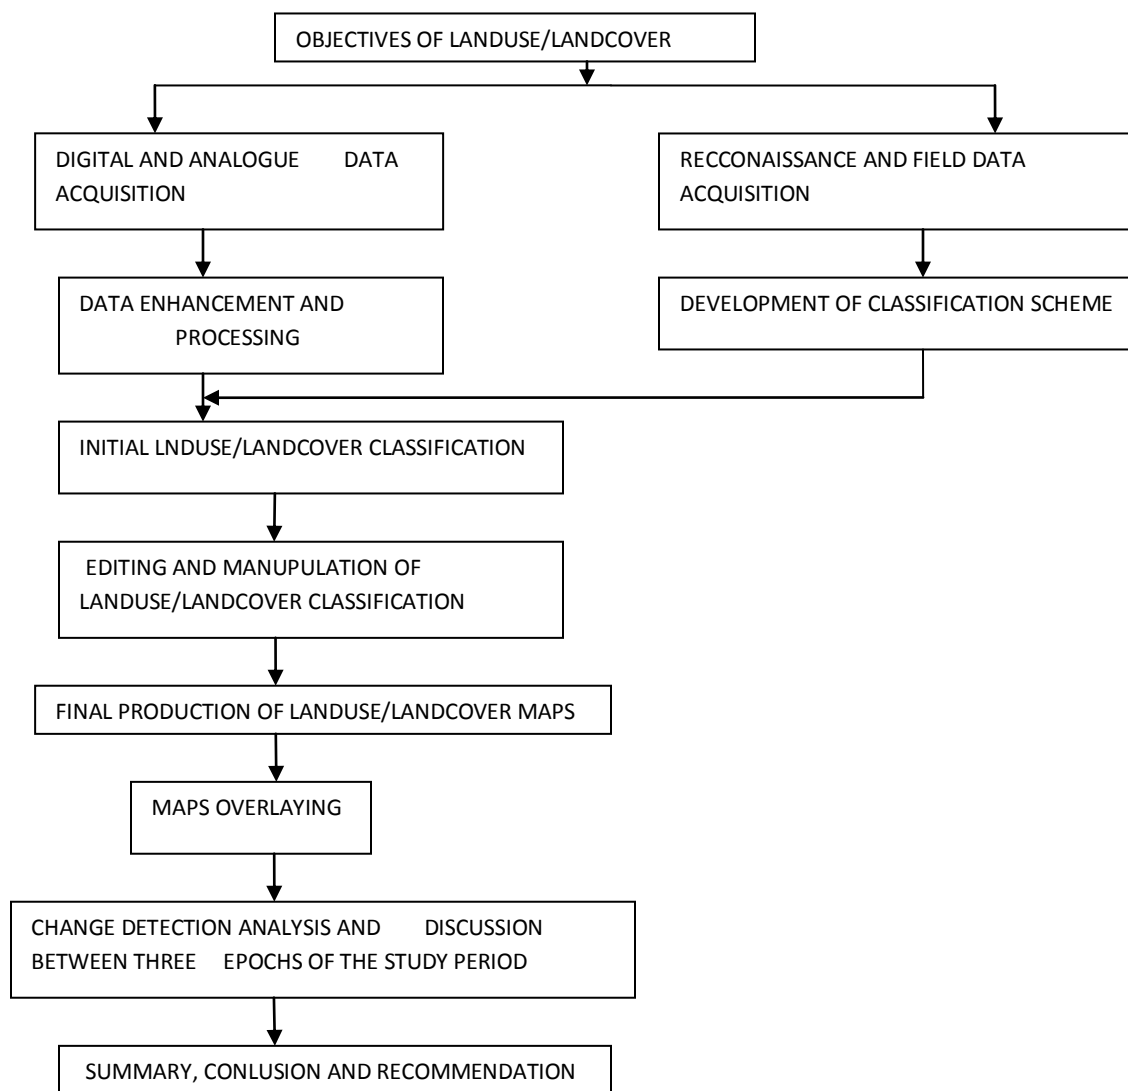 OBJECTIVES OF LANDUSE/LANDCOVER
DIGITAL AND ANALOGUE DATA
ACQUISITION
RECCONAISSANCE AND FIELD DATA
ACQUISITION
DATA ENHANCEMENT AND
PROCESSING
DEVELOPMENT OF CLASSIFICATION SCHEME
INITIAL LNDUSE/LANDCOVER CLASSIFICATION
EDITING AND MANUPULATION OF
LANDUSE/LANDCOVER CLASSIFICATION
FINAL PRODUCTION OF LANDUSE/LANDCOVER MAPS
MAPS OVERLAYING
CHANGE DETECTION ANALYSIS AND DISCUSSION
BETWEEN THREE EPOCHS OF THE STUDY PERIOD
SUMMARY, CONLUSION AND RECOMMENDATION